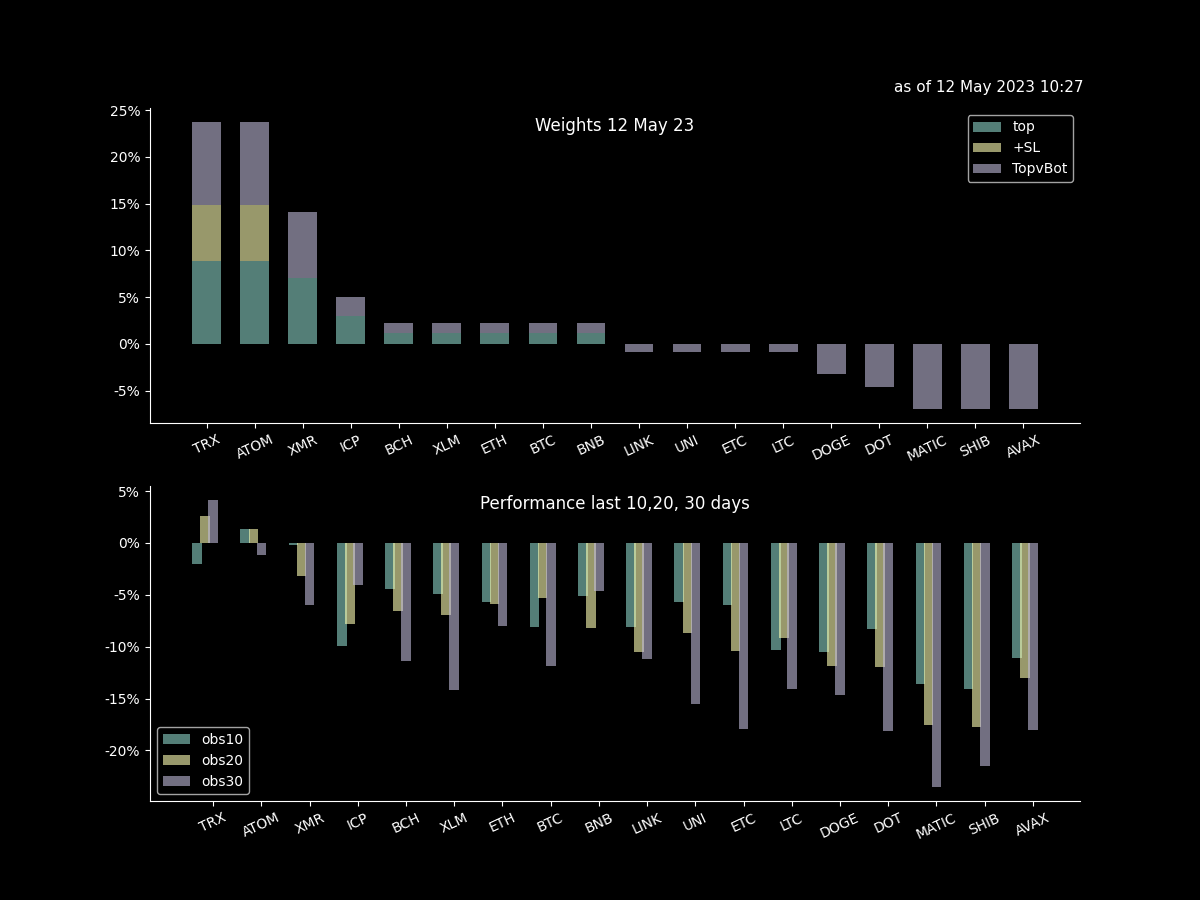 as of 12 May 2023 10:27
Weights 12 May 23
25%
20%
15%
10%
5%
0%
-5%
top
+SL
TopvBot
TRX ATOM XMR ICP BCH XLM ETH BTC BNB LINK UNI ETC LTC DOGE DOT MATIC SHIB AVAX
Performance last 10,20, 30 days
5%
0%
-5%
-10%
-15%
-20%
obs10
obs20
obs30
TRX ATOM XMR ICP BCH XLM ETH BTC BNB LINK UNI ETC LTC DOGE DOT MATIC SHIB AVAX